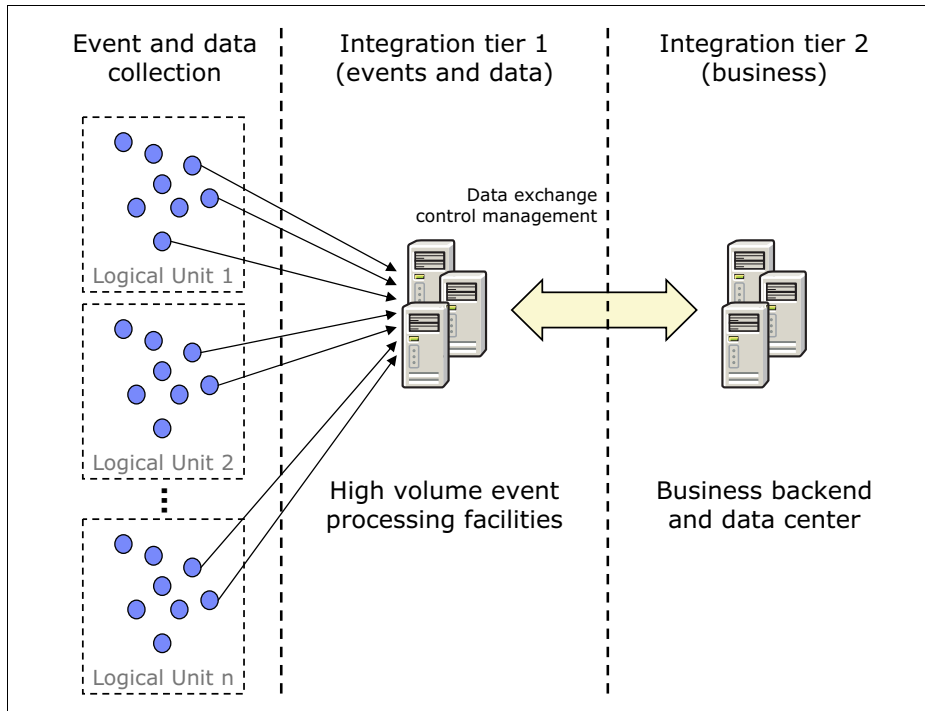 Event and data
collection
Integration tier 1
(events and data)
Integration tier 2
(business)
Data exchange
control management
Logical Unit 1
Logical Unit 2
Logical Unit n
High volume event
processing facilities
Business backend
and data center